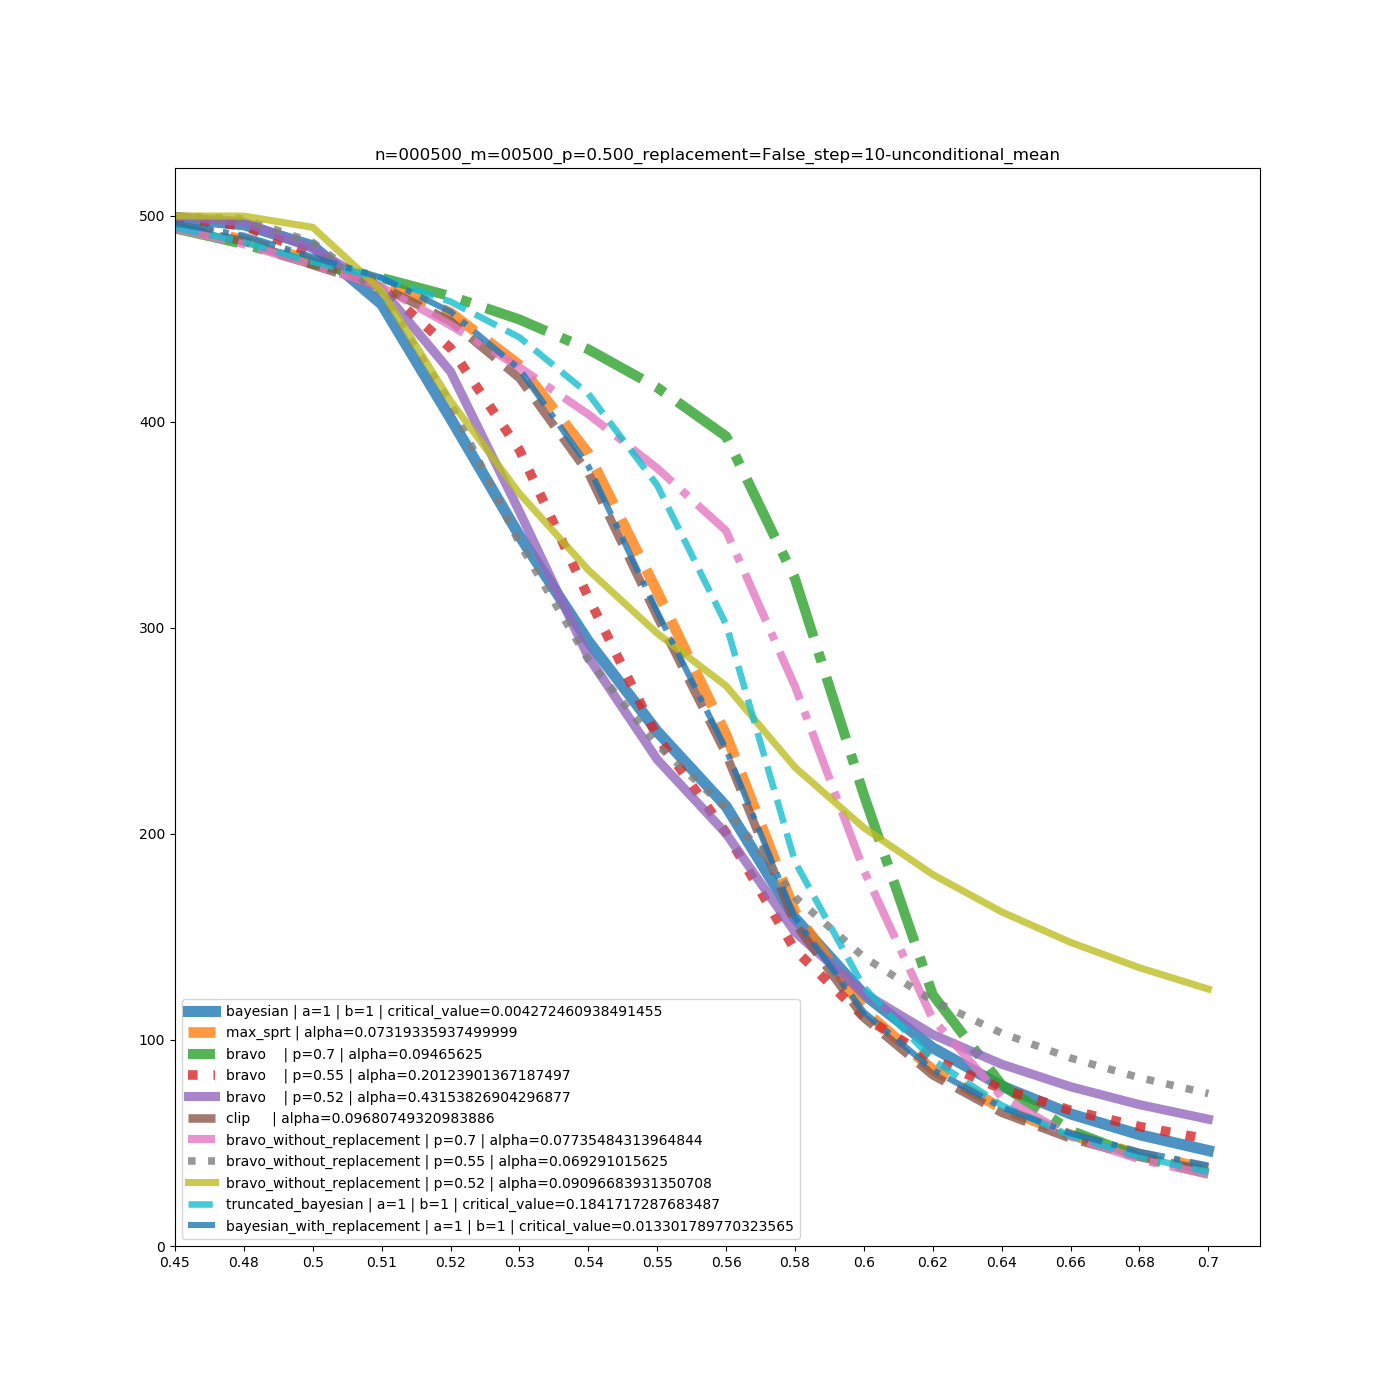 n=000500_m=00500_p=0.500_replacement=False_step=10-unconditional_mean
500
400
300
200
100
0
bayesian | a=1 | b=1 | critical_value=0.004272460938491455
max_sprt | alpha=0.07319335937499999
bravo | p=0.7 | alpha=0.09465625
bravo | p=0.55 | alpha=0.20123901367187497
bravo | p=0.52 | alpha=0.43153826904296877
clip | alpha=0.09680749320983886
bravo_without_replacement | p=0.7 | alpha=0.07735484313964844
bravo_without_replacement | p=0.55 | alpha=0.069291015625
bravo_without_replacement | p=0.52 | alpha=0.09096683931350708
truncated_bayesian | a=1 | b=1 | critical_value=0.1841717287683487
bayesian_with_replacement | a=1 | b=1 | critical_value=0.013301789770323565
0.45 0.48 0.5 0.51 0.52 0.53 0.54 0.55 0.56 0.58 0.6 0.62 0.64 0.66 0.68 0.7